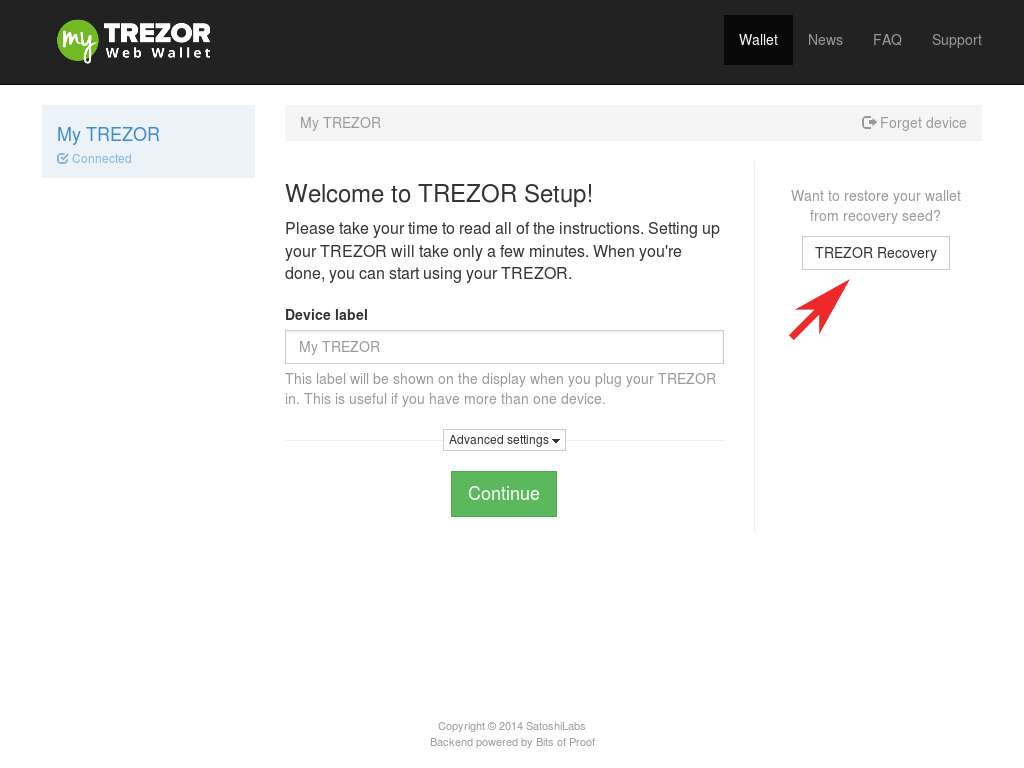 my TREZOR
Web Wallet
Wallet News FAQ Support
My TREZOR
Connected
My TREZOR Forget device
Welcome to TREZOR Setup!
Please take your time to read all of the instructions. Setting up
your TREZOR will take only a few minutes. When you're
done, you can start using your TREZOR.
Device label
My TREZOR
This label will be shown on the display when you plug your TREZOR
in. This is useful if you have more than one device.
Advanced settings
Continue
Want to restore your wallet
from recovery seed?
TREZOR Recovery
Copyright © 2014 SatoshiLabs
Backend powered by Bits of Proof